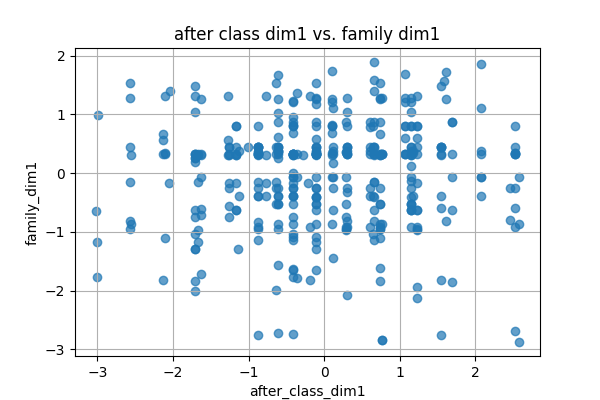 after class dim1 vs. family dim1
2
1
0
−1
−2
−3
family_dim1
−3 −2 −1 0 1 2
after_class_dim1